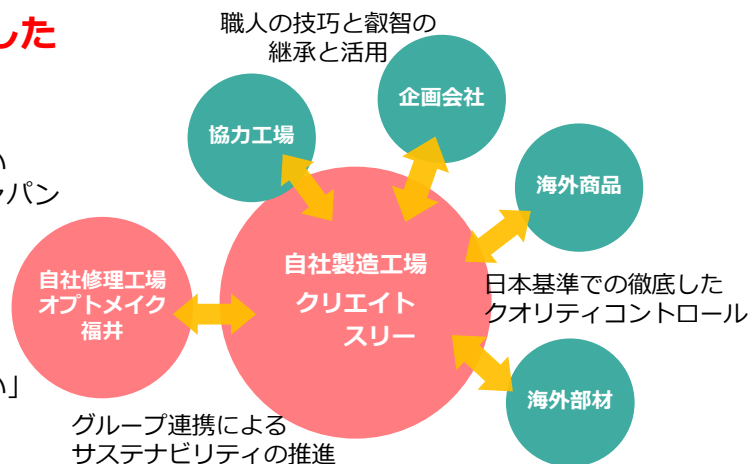 した
職人の技巧と叡智の
継承と活用
企画会社
協力工場
い
ャパン
海外商品
自社修理工場
オプトメイク
福井
自社製造工場
クリエイト
スリー
日本基準での徹底した
クオリティコントロール
い」
海外部材
グループ連携による
サステナビリティの推進